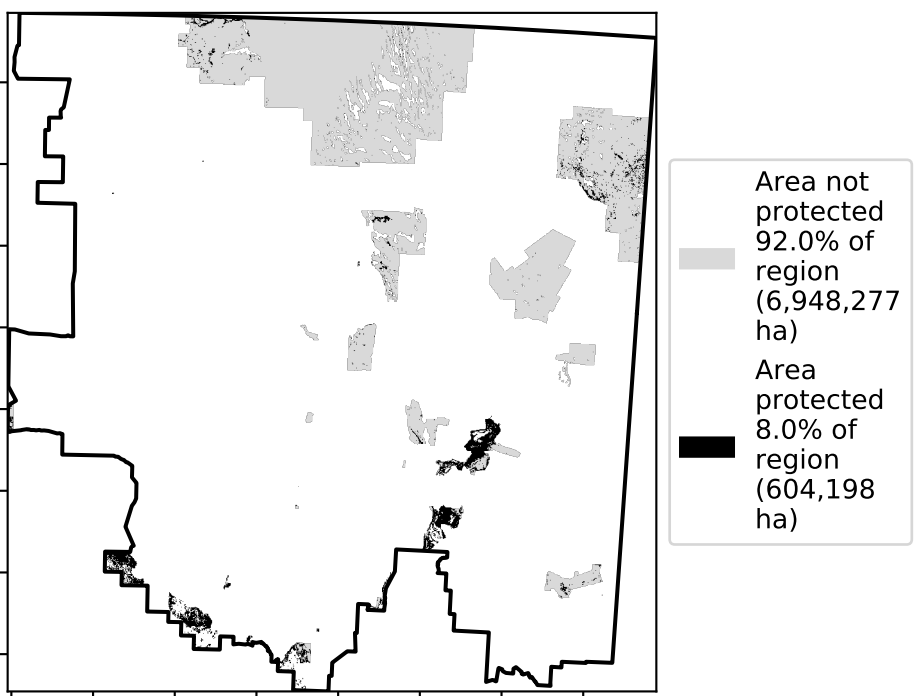 Area not
protected
92.0% of
region
(6,948,277
ha)
Area
protected
8.0% of
region
(604,198
ha)